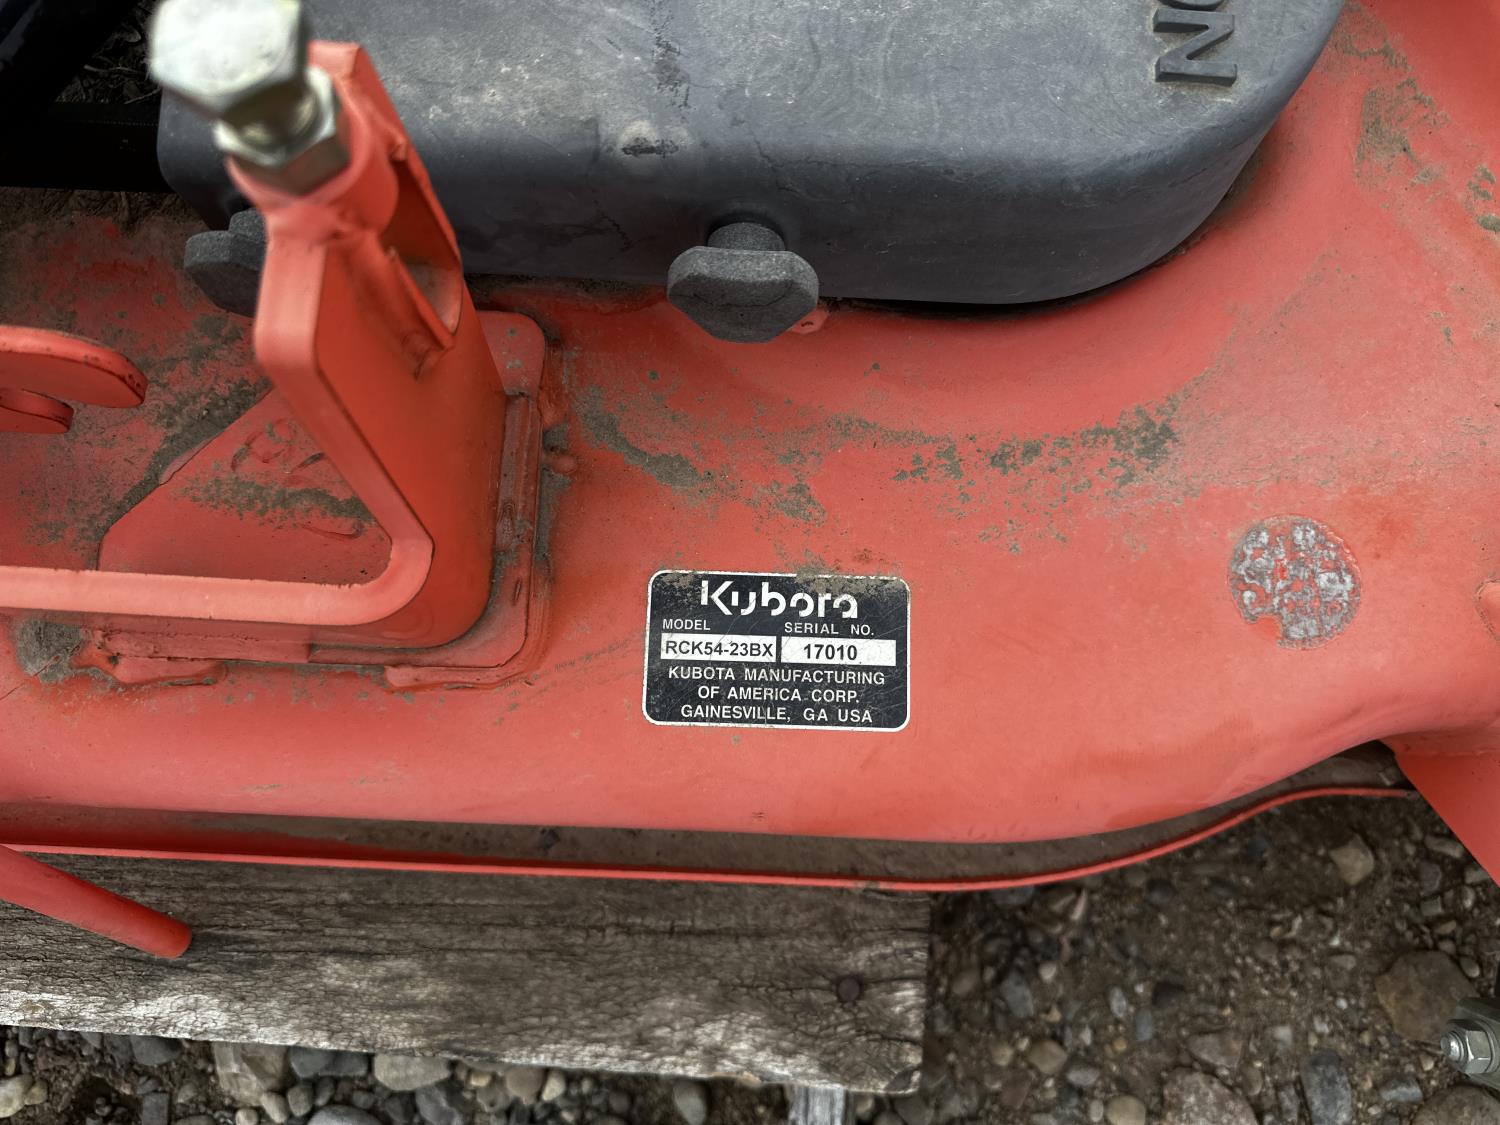 Kubota
MODEL SERIAL NO.
RCK54-23BX 17010
KUBOTA MANUFACTURING
OF AMERICA CORP.
GAINESVILLE, GA USA